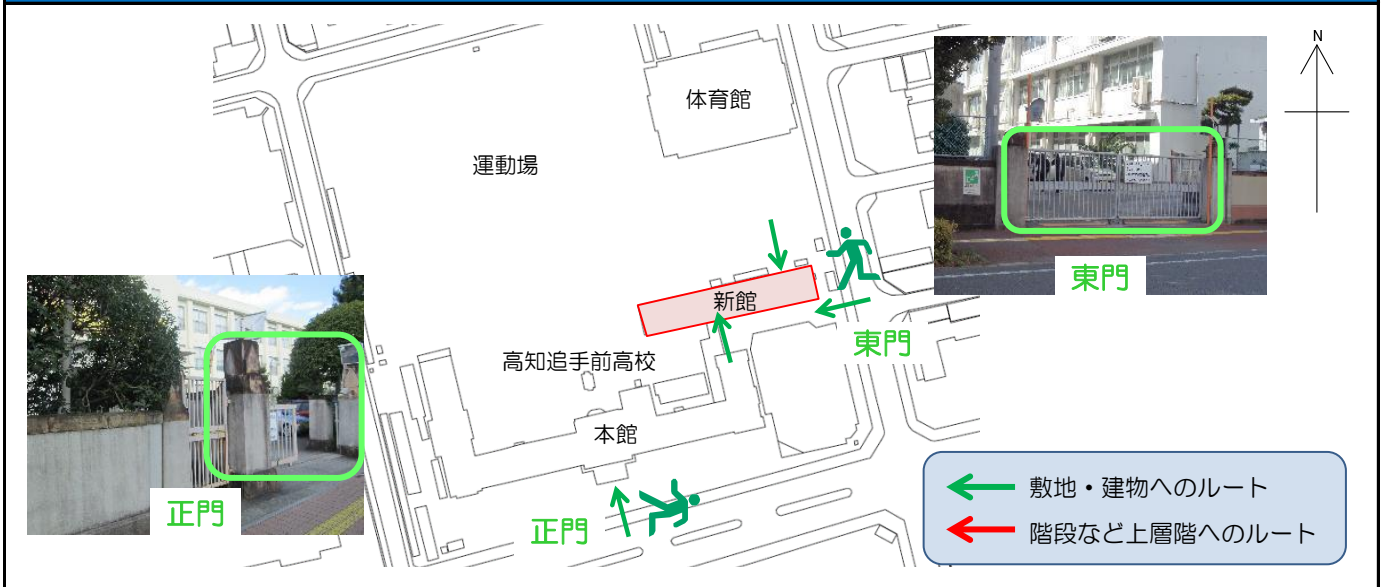 N
体育館
運動場
東門
新館
東門
高知追手前高校
本館
正門
正門
敷地・建物へのルート
階段など上層階へのルート